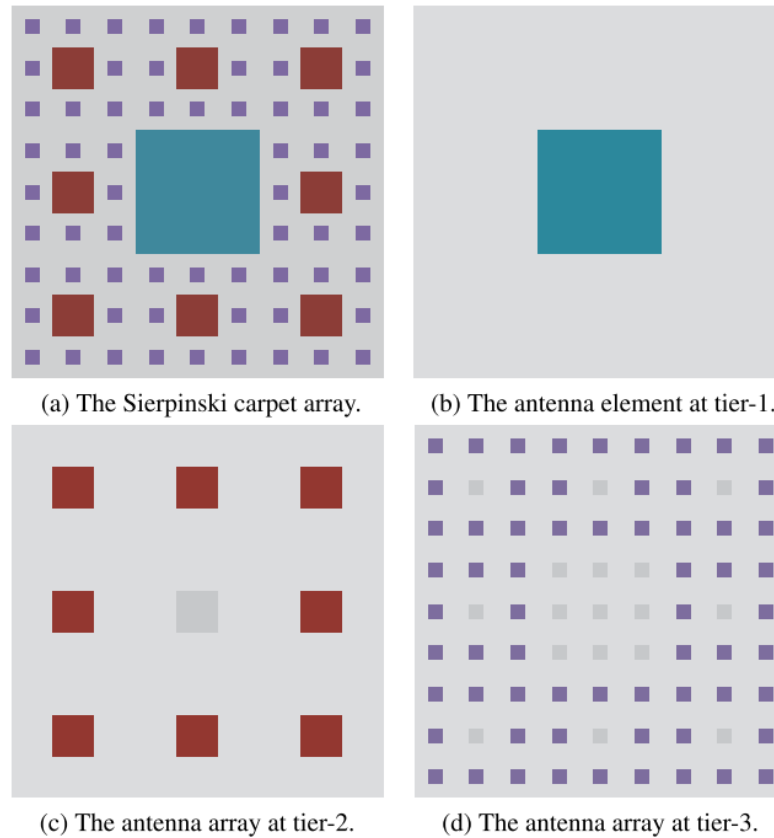 (a) The Sierpinski carpet array.
(b) The antenna element at tier-1.
(c) The antenna array at tier-2.
(d) The antenna array at tier-3.